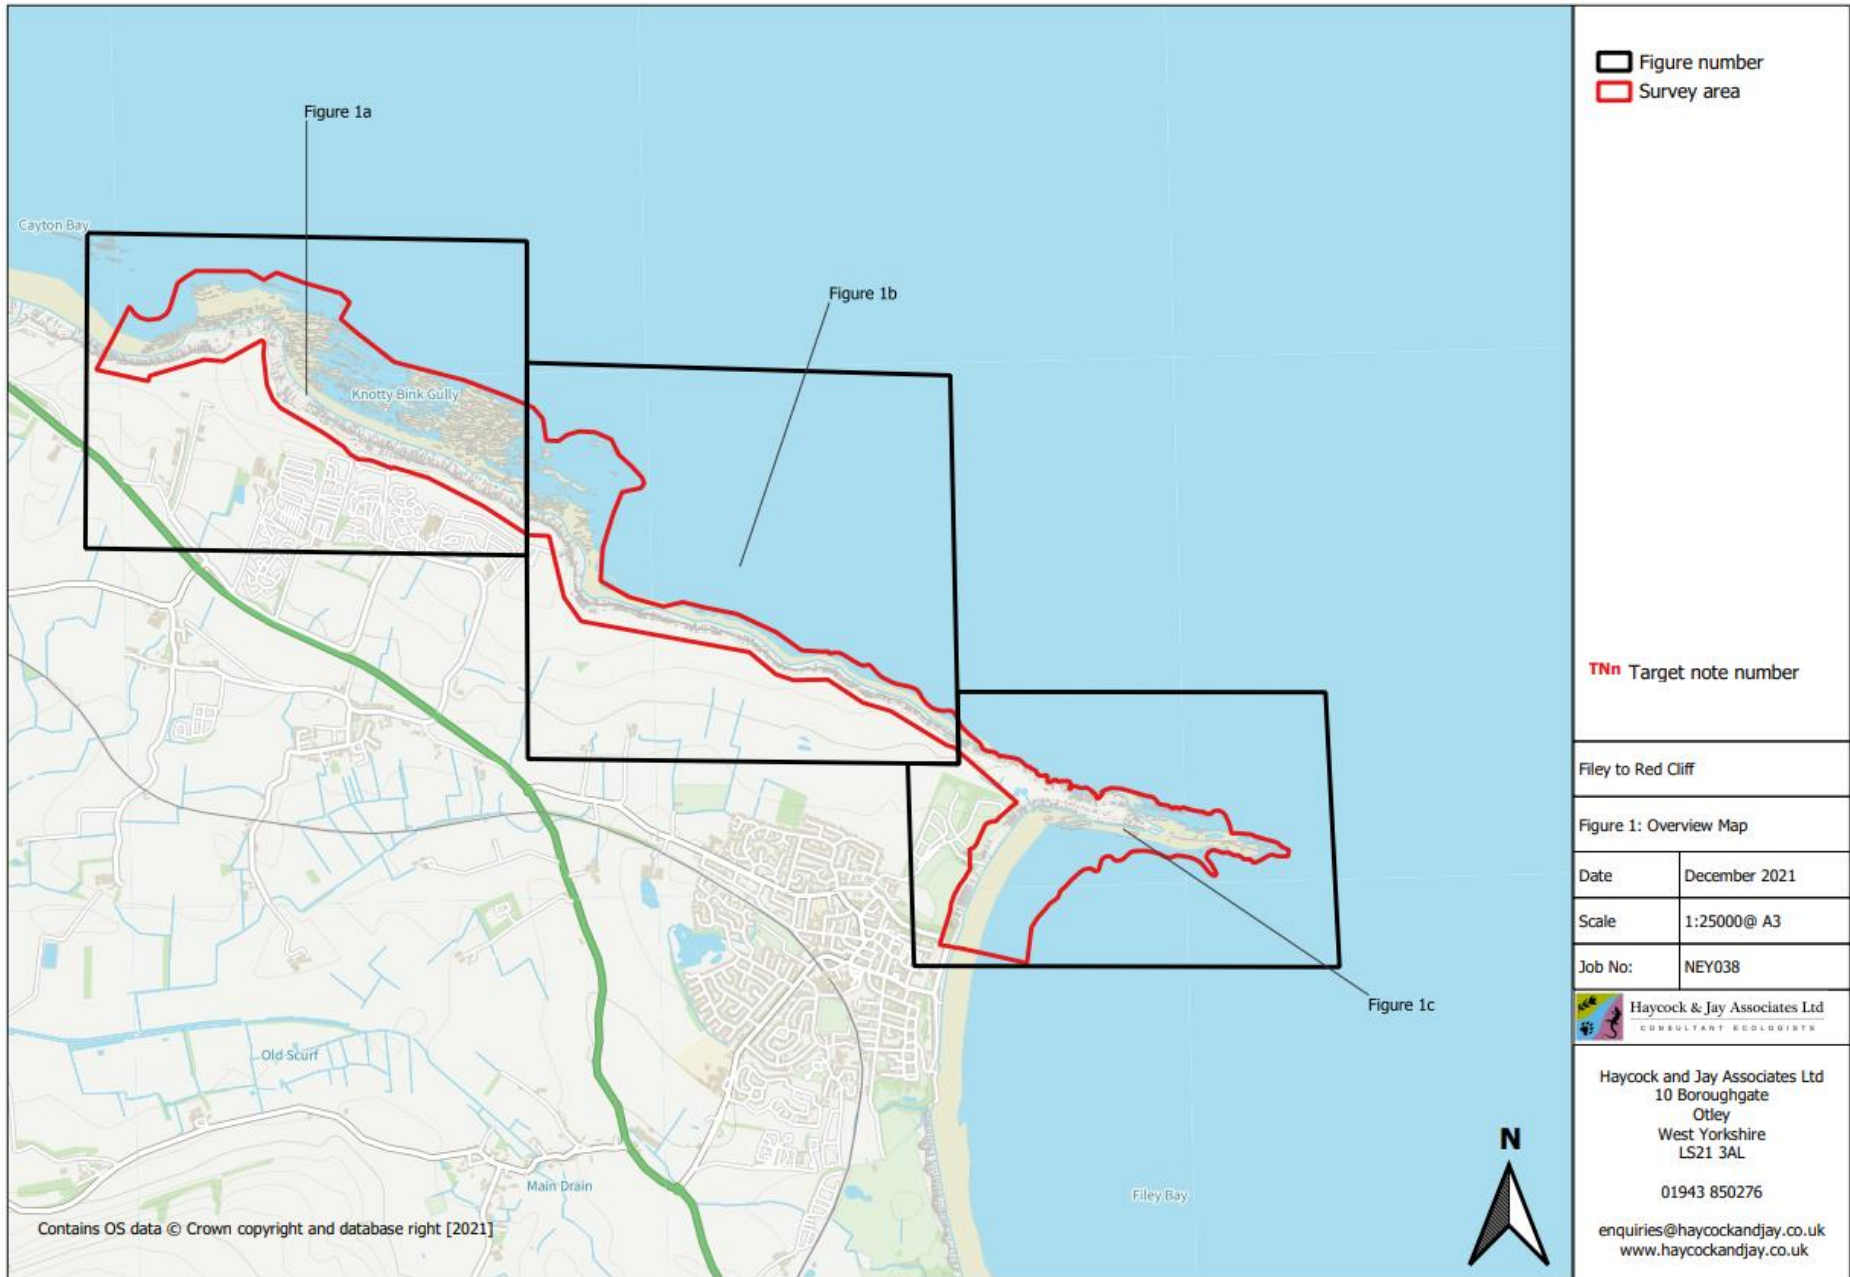 Figure 1a
Cayton Bay
Figure 1b
Knotty Bink Gully
Figure 1c
Old Scurf
Main Drain
Filey Bay
N
Contains OS data © Crown copyright and database right [2021]
Figure number
Survey area
TNn Target note number
Filey to Red Cliff
Figure 1: Overview Map
Date December 2021
Scale 1:25000@ A3
Job No: NEY038
Haycock & Jay Associates Ltd
CONSULTANT ECOLOGISTS
Haycock and Jay Associates Ltd
10 Boroughgate
Otley
West Yorkshire
LS21 3AL
01943 850276
enquiries@haycockandjay.co.uk
www.haycockandjay.co.uk